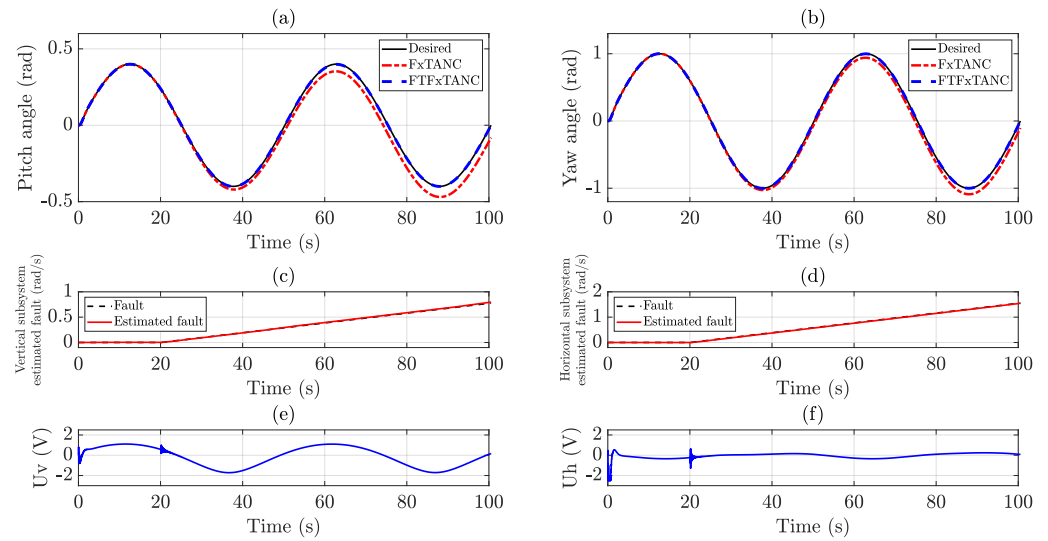 (a)
Pitch angle (rad)
0.5
0
-0.5
Desired
FxTANC
FTFxTANC
0 20 40 60 80 100
Time (s)
(b)
Yaw angle (rad)
1
0
-1
Desired
FxTANC
FTFxTANC
0 20 40 60 80 100
Time (s)
(c)
Vertical subsystem
estimated fault (rad/s)
1
0.5
0
Fault
Estimated fault
0 20 40 60 80 100
Time (s)
(d)
Horizontal subsystem
estimated fault (rad/s)
2
1
0
Fault
Estimated fault
0 20 40 60 80 100
Time (s)
(e)
Uv (V)
2
0
-2
0 20 40 60 80 100
Time (s)
(f)
Uh (V)
2
0
-2
0 20 40 60 80 100
Time (s)